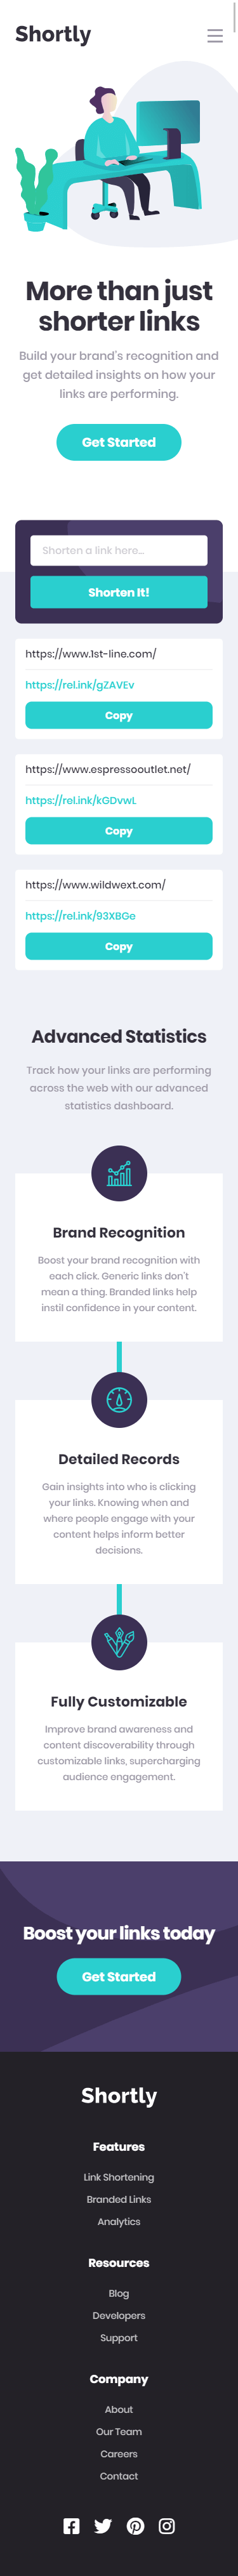 Shortly
More than just
shorter links
Build your brand's recognition and
get detailed insights on how your
links are performing.
Get Started
Shorten a link here...
Shorten It!
https://www.1st-line.com/
https://rel.ink/gZAVEv
Copy
https://www.espressooutlet.net/
https://rel.ink/kGDvwL
Copy
https://www.wildwext.com/
https://rel.ink/93XBGe
Copy
Advanced Statistics
Track how your links are performing
across the web with our advanced
statistics dashboard.
Brand Recognition
Boost your brand recognition with
each click. Generic links don't
mean a thing. Branded links help
instil confidence in your content.
Detailed Records
Gain insights into who is clicking
your links. Knowing when and
where people engage with your
content helps inform better
decisions.
Fully Customizable
Improve brand awareness and
content discoverability through
customizable links, supercharging
audience engagement.
Boost your links today
Get Started
Shortly
Features
Link Shortening
Branded Links
Analytics
Resources
Blog
Developers
Support
Company
About
Our Team
Careers
Contact